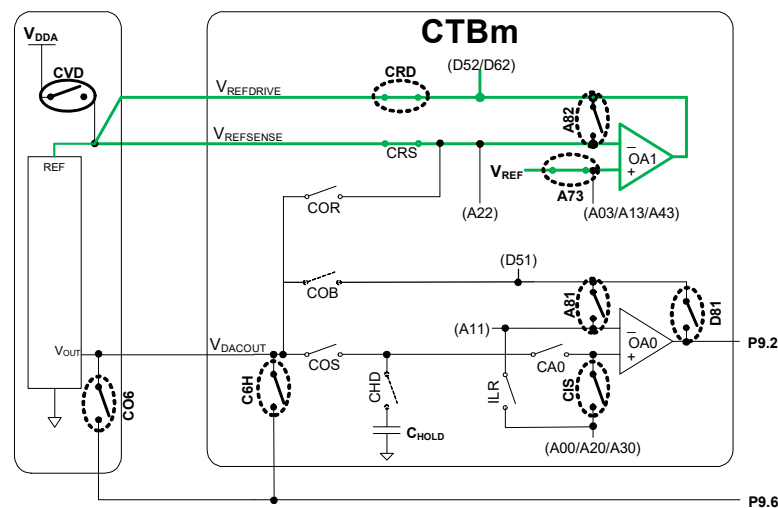 CTBm
VDDA
CVD
CRD
(D52/D62)
VREFDRIVE
A82
VREFSENSE
CRS
REF
OA1
−
+
VREF
A73
COR
(A22)
(A03/A13/A43)
(D51)
COB
A81
D81
(A11)
−
OA0
+
P9.2
VOUT
VDACOUT
COS
CA0
CO6
C6H
CHD
ILR
CIS
CHOLD
(A00/A20/A30)
P9.6